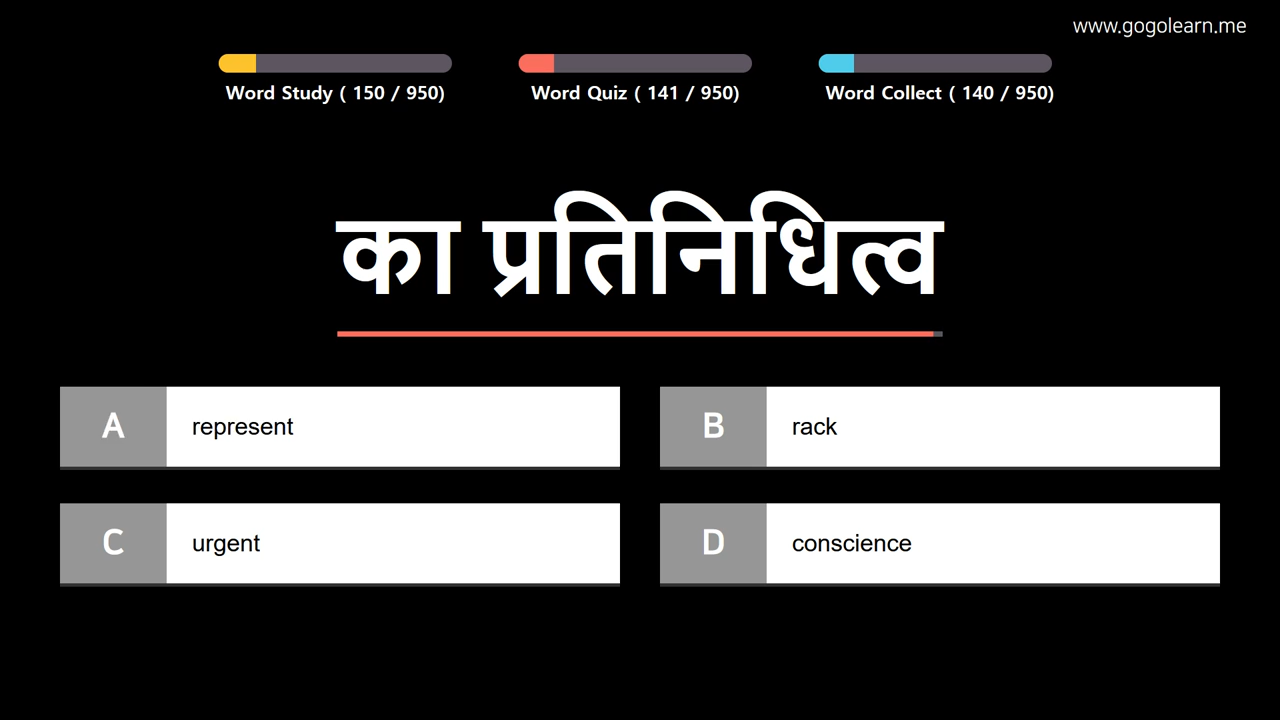 www.gogolearn.me
Word Study ( 150 / 950)
Word Quiz ( 141 / 950)
Word Collect ( 140 / 950)
का प्रतिनिधित्व
A represent
B rack
C urgent
D conscience